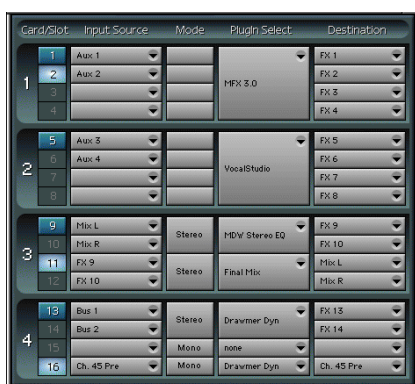 Card/Slot Input Source Mode Plugin Select Destination
1
1 Aux 1 MFX 3.0 FX 1
2 Aux 2 FX 2
3 FX 3
4 FX 4
2
5 Aux 3 VocalStudio FX 5
6 Aux 4 FX 6
7 FX 7
8 FX 8
3
9 Mix L Stereo MDW Stereo EQ FX 9
10 Mix R FX 10
11 FX 9 Stereo Final Mix Mix L
12 FX 10 Mix R
4
13 Bus 1 Stereo Drawmer Dyn FX 13
14 Bus 2 FX 14
15 Mono none
16 Ch. 45 Pre Mono Drawmer Dyn Ch. 45 Pre